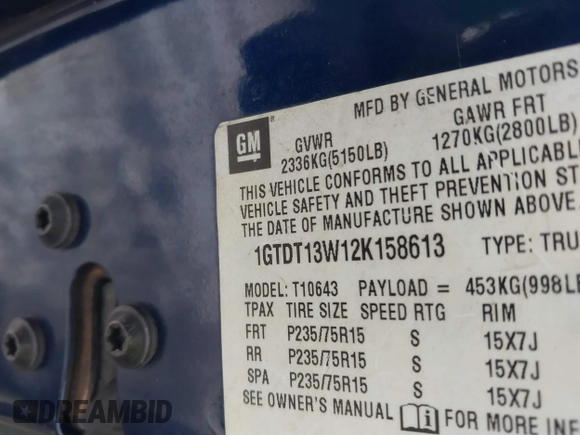 MFD BY GENERAL MOTORS
GM GVWR GAWR FRT
2336KG(5150LB) 1270KG(2800LB)
THIS VEHICLE CONFORMS TO ALL APPLICABL
VEHICLE SAFETY AND THEFT PREVENTION ST
DATE OF MANUFACTURE SHOWN ABOVE.
1GTDT13W12K158613 TYPE: TRU
MODEL: T10643 PAYLOAD = 453KG(998LB
TPAX TIRE SIZE SPEED RTG RIM
FRT P235/75R15 S 15X7J
RR P235/75R15 S 15X7J
SPA P235/75R15 S 15X7J
SEE OWNER'S MANUAL FOR MORE INF
DREAMBID